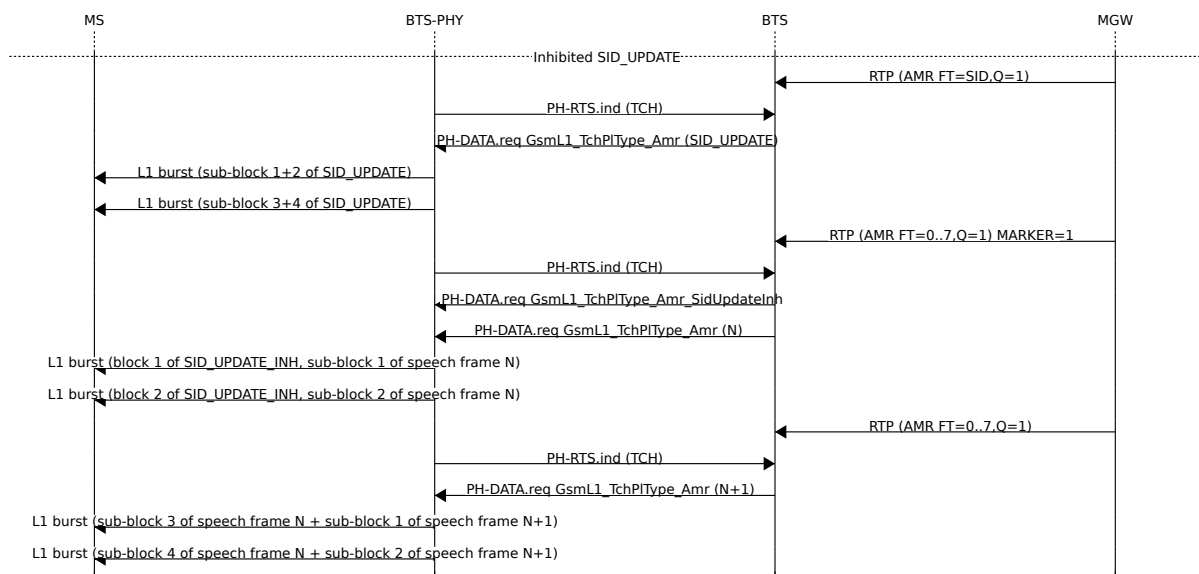 MS BTS-PHY BTS MGW
Inhibited SID_UPDATE
RTP (AMR FT=SID,Q=1)
PH-RTS.ind (TCH)
PH-DATA.req GsmL1_TchPlType_Amr (SID_UPDATE)
L1 burst (sub-block 1+2 of SID_UPDATE)
L1 burst (sub-block 3+4 of SID_UPDATE)
RTP (AMR FT=0..7,Q=1) MARKER=1
PH-RTS.ind (TCH)
PH-DATA.req GsmL1_TchPlType_Amr_SidUpdateInh
PH-DATA.req GsmL1_TchPlType_Amr (N)
L1 burst (block 1 of SID_UPDATE_INH, sub-block 1 of speech frame N)
L1 burst (block 2 of SID_UPDATE_INH, sub-block 2 of speech frame N)
RTP (AMR FT=0..7,Q=1)
PH-RTS.ind (TCH)
PH-DATA.req GsmL1_TchPlType_Amr (N+1)
L1 burst (sub-block 3 of speech frame N + sub-block 1 of speech frame N+1)
L1 burst (sub-block 4 of speech frame N + sub-block 2 of speech frame N+1)